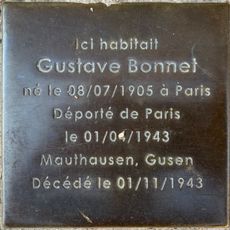 Ici habitait
Gustave Bonnet
né le 08/07/1905 à Paris
Déporté de Paris
le 01/04/1943
Mauthausen, Gusen
Décédé le 01/11/1943